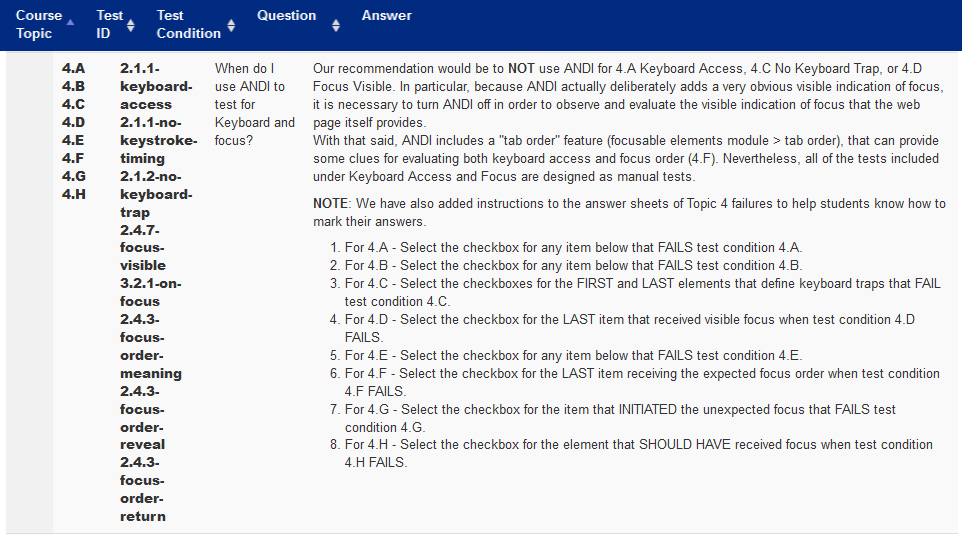 Course Topic
Test ID
Test Condition
Question
Answer
4.A
4.B
4.C
4.D
4.E
4.F
4.G
4.H
2.1.1-
keyboard-
access
2.1.1-no-
keystroke-
timing
2.1.2-no-
keyboard-
trap
2.4.7-
focus-
visible
3.2.1-on-
focus
2.4.3-
focus-
order-
meaning
2.4.3-
focus-
order-
reveal
2.4.3-
focus-
order-
return
When do I
use ANDI to
test for
Keyboard and
focus?
Our recommendation would be to NOT use ANDI for 4.A Keyboard Access, 4.C No Keyboard Trap, or 4.D
Focus Visible. In particular, because ANDI actually deliberately adds a very obvious visible indication of focus,
it is necessary to turn ANDI off in order to observe and evaluate the visible indication of focus that the web
page itself provides.
With that said, ANDI includes a "tab order" feature (focusable elements module > tab order), that can provide
some clues for evaluating both keyboard access and focus order (4.F). Nevertheless, all of the tests included
under Keyboard Access and Focus are designed as manual tests.
NOTE: We have also added instructions to the answer sheets of Topic 4 failures to help students know how to
mark their answers.
1. For 4.A - Select the checkbox for any item below that FAILS test condition 4.A.
2. For 4.B - Select the checkbox for any item below that FAILS test condition 4.B.
3. For 4.C - Select the checkboxes for the FIRST and LAST elements that define keyboard traps that FAIL
test condition 4.C.
4. For 4.D - Select the checkbox for the LAST item that received visible focus when test condition 4.D
FAILS.
5. For 4.E - Select the checkbox for any item below that FAILS test condition 4.E.
6. For 4.F - Select the checkbox for the LAST item receiving the expected focus order when test condition
4.F FAILS.
7. For 4.G - Select the checkbox for the item that INITIATED the unexpected focus that FAILS test
condition 4.G.
8. For 4.H - Select the checkbox for the element that SHOULD HAVE received focus when test condition
4.H FAILS.